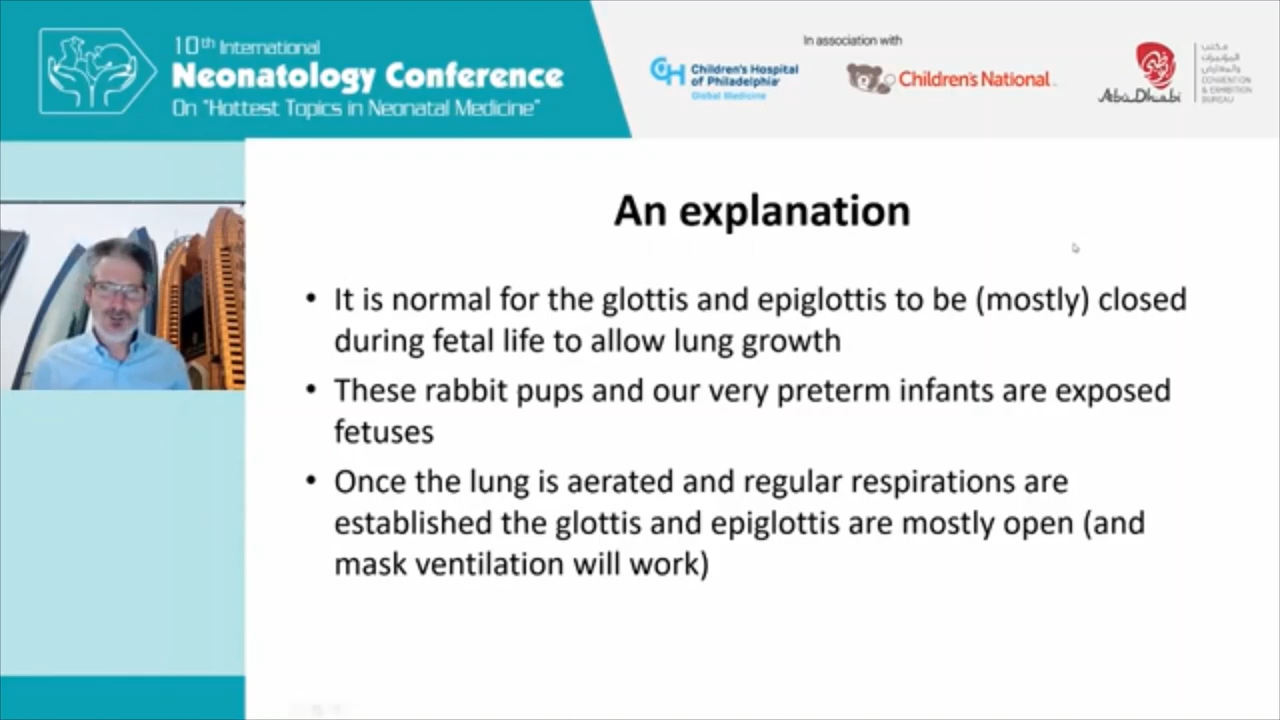 10th International
Neonatology Conference
On "Hottest Topics in Neonatal Medicine"
In association with
Children's Hospital
of Philadelphia
Global Medicine
Children's National
Abu Dhabi
CONVENTION
& EXHIBITION
BUREAU
An explanation
• It is normal for the glottis and epiglottis to be (mostly) closed
during fetal life to allow lung growth
• These rabbit pups and our very preterm infants are exposed
fetuses
• Once the lung is aerated and regular respirations are
established the glottis and epiglottis are mostly open (and
mask ventilation will work)